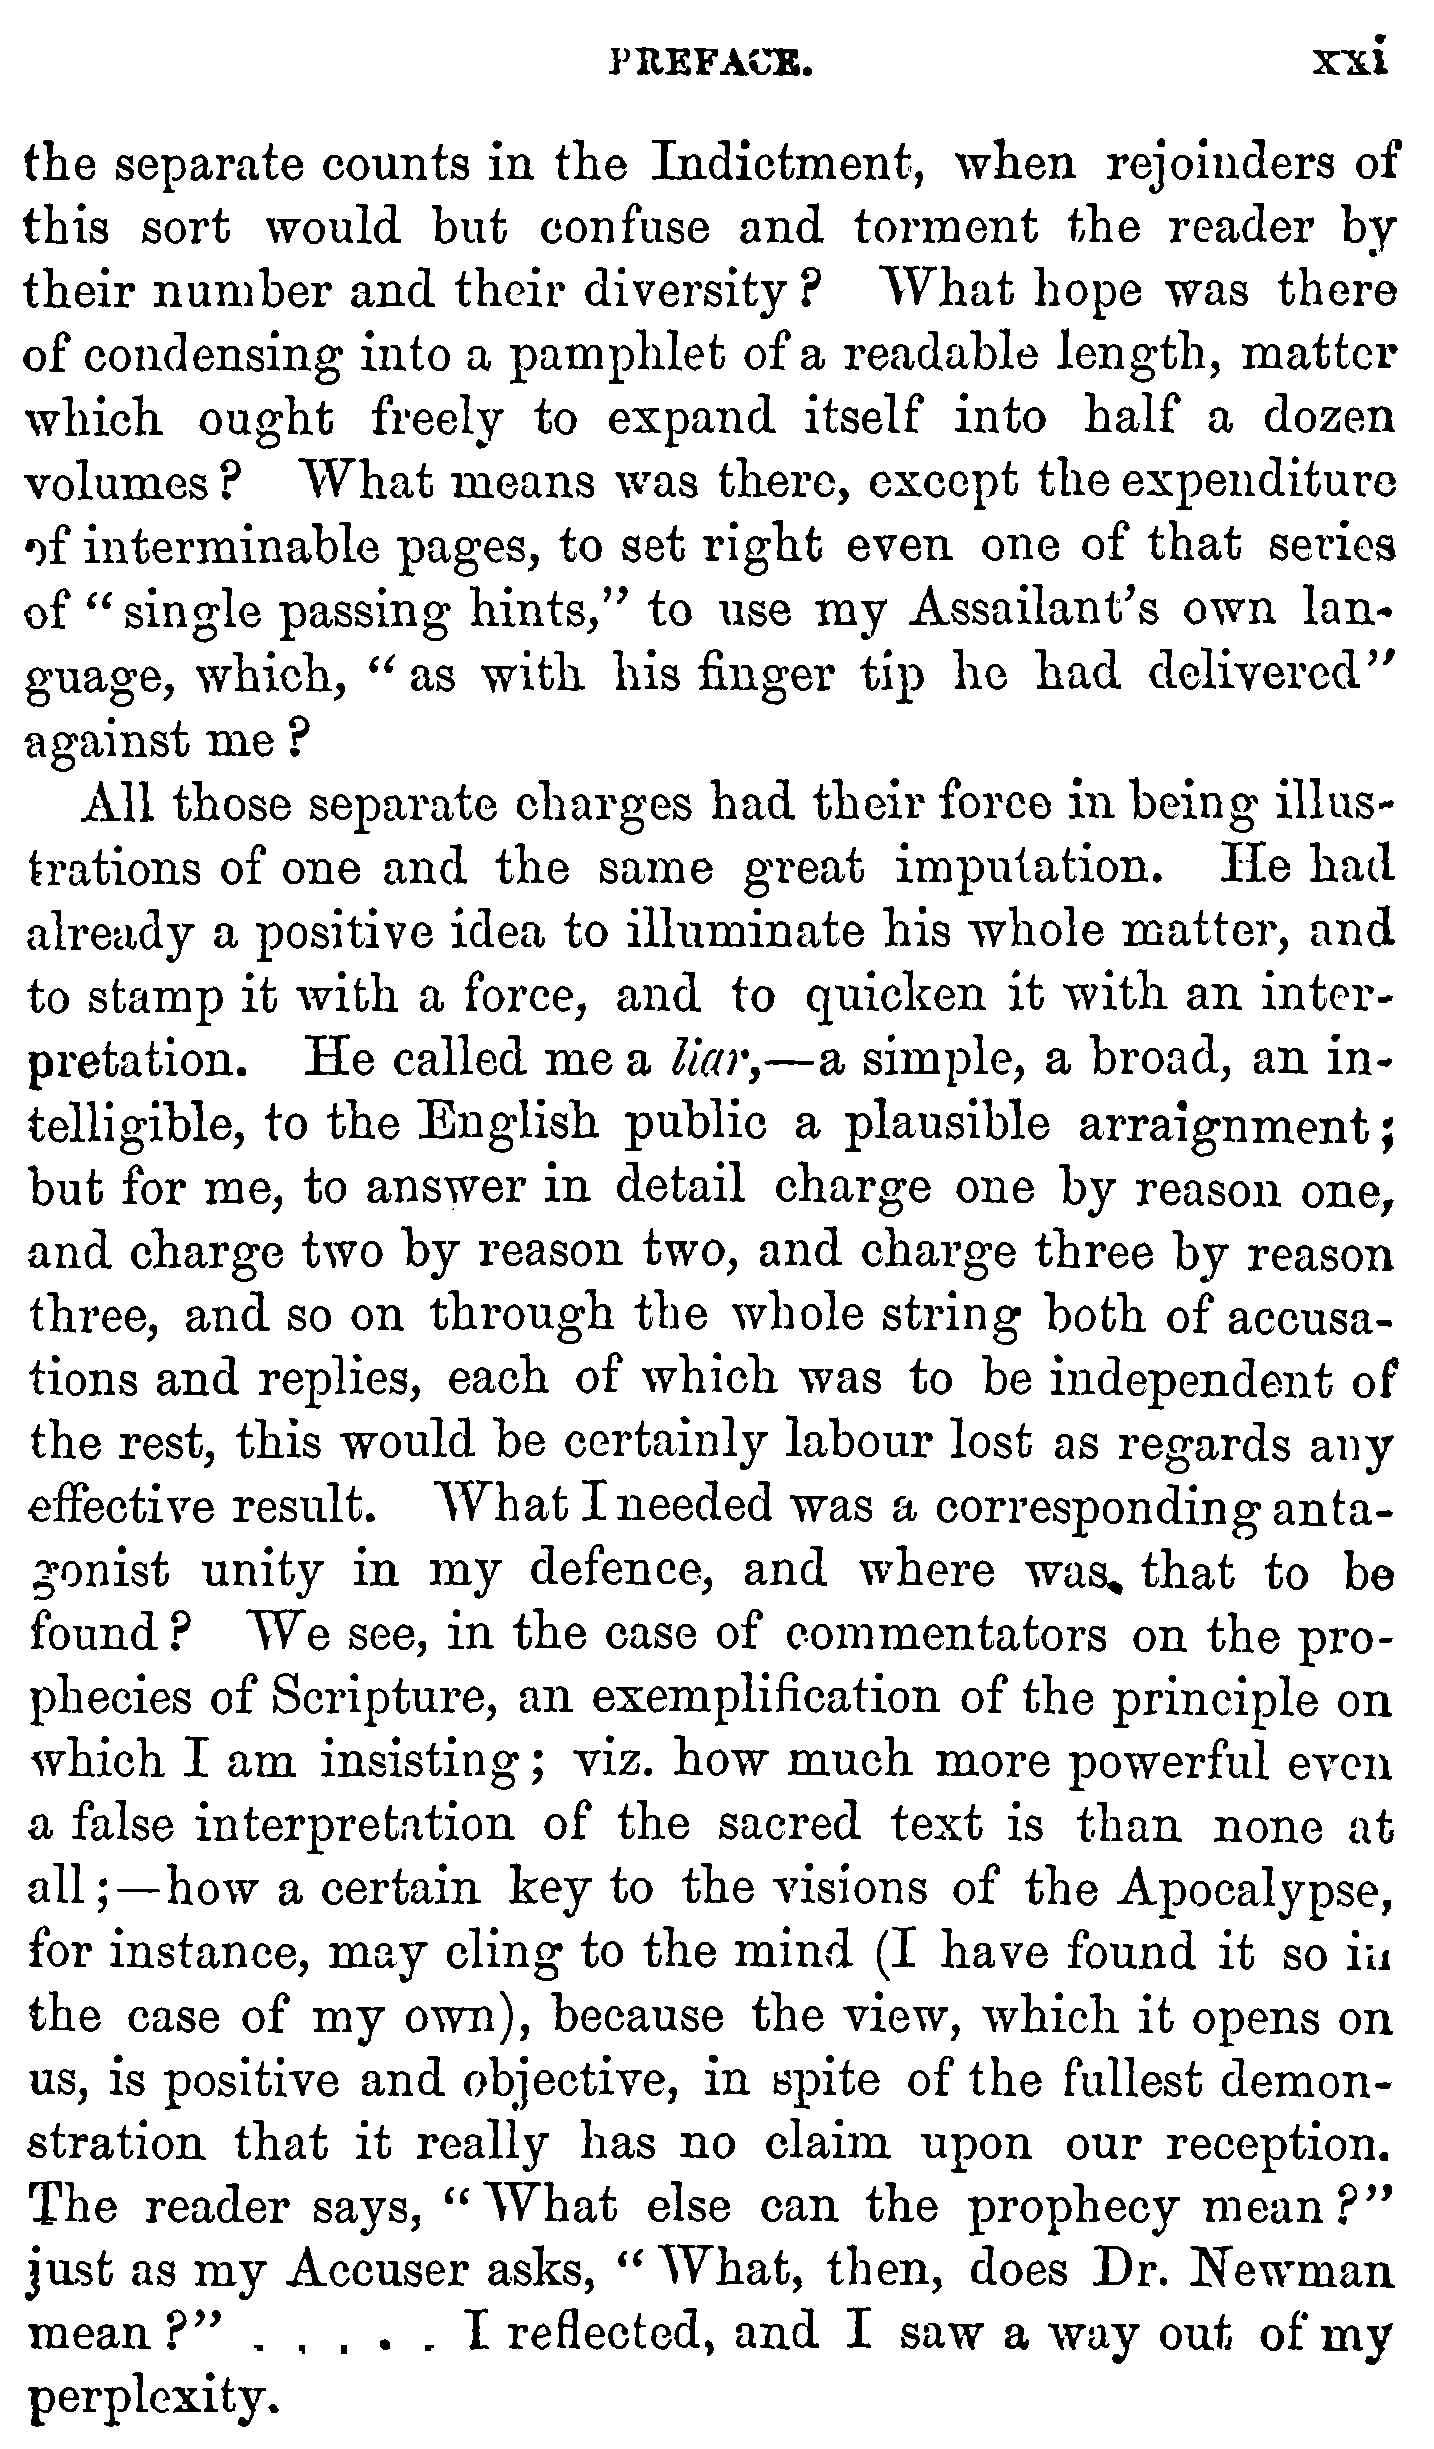 PREFACE. xxi
the separate counts in the Indictment, when rejoinders of
this sort would but confuse and torment the reader by
their number and their diversity? What hope was there
of condensing into a pamphlet of a readable length, matter
which ought freely to expand itself into half a dozen
volumes? What means was there, except the expenditure
of interminable pages, to set right even one of that series
of “single passing hints,” to use my Assailant’s own lan-
guage, which, “as with his finger tip he had delivered”
against me?
All those separate charges had their force in being illus-
trations of one and the same great imputation. He had
already a positive idea to illuminate his whole matter, and
to stamp it with a force, and to quicken it with an inter-
pretation. He called me a liar,—a simple, a broad, an in-
telligible, to the English public a plausible arraignment;
but for me, to answer in detail charge one by reason one,
and charge two by reason two, and charge three by reason
three, and so on through the whole string both of accusa-
tions and replies, each of which was to be independent of
the rest, this would be certainly labour lost as regards any
effective result. What I needed was a corresponding anta-
gonist unity in my defence, and where was that to be
found? We see, in the case of commentators on the pro-
phecies of Scripture, an exemplification of the principle on
which I am insisting; viz. how much more powerful even
a false interpretation of the sacred text is than none at
all;—how a certain key to the visions of the Apocalypse,
for instance, may cling to the mind (I have found it so in
the case of my own), because the view, which it opens on
us, is positive and objective, in spite of the fullest demon-
stration that it really has no claim upon our reception.
The reader says, “What else can the prophecy mean?”
just as my Accuser asks, “What, then, does Dr. Newman
mean?” . . . . . I reflected, and I saw a way out of my
perplexity.